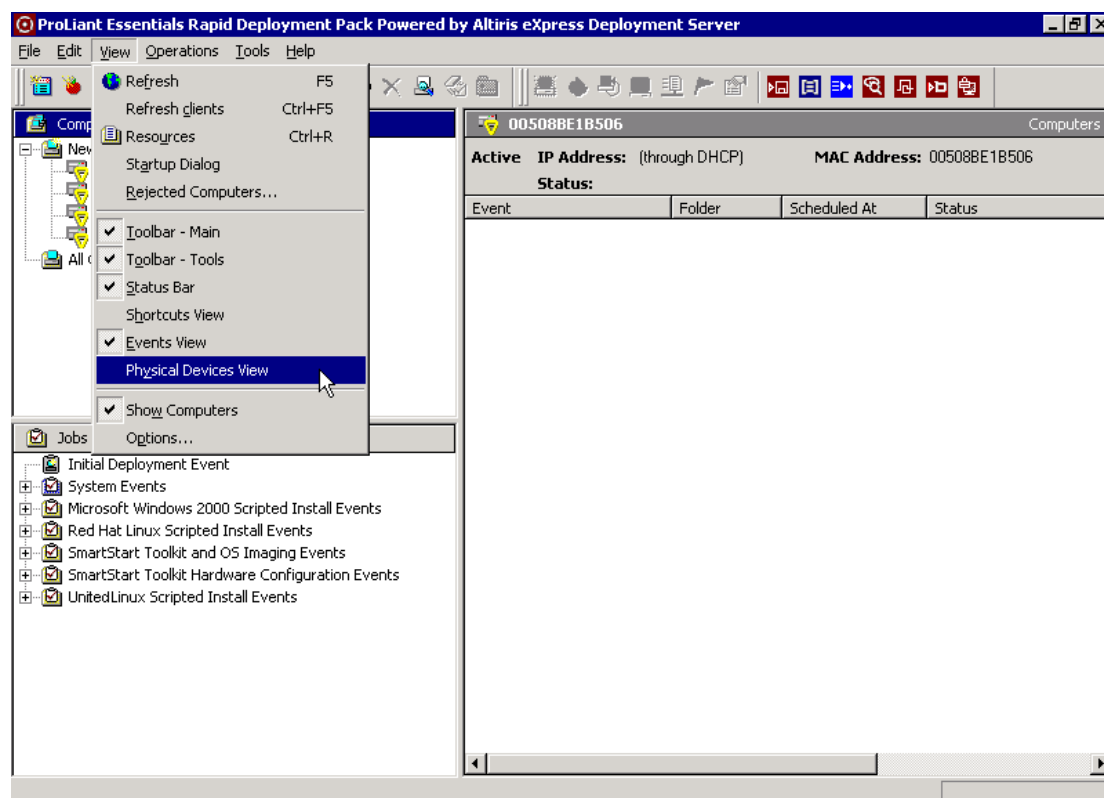 ProLiant Essentials Rapid Deployment Pack Powered by Altiris eXpress Deployment Server
File Edit View Operations Tools Help
Refresh F5
Refresh clients Ctrl+F5
Resources Ctrl+R
Startup Dialog
Rejected Computers...
Toolbar - Main
Toolbar - Tools
Status Bar
Shortcuts View
Events View
Physical Devices View
Show Computers
Options...
Comp
New
All
00508BE1B506 Computers
Active IP Address: (through DHCP) MAC Address: 00508BE1B506
Status:
Event Folder Scheduled At Status
Jobs
Initial Deployment Event
System Events
Microsoft Windows 2000 Scripted Install Events
Red Hat Linux Scripted Install Events
SmartStart Toolkit and OS Imaging Events
SmartStart Toolkit Hardware Configuration Events
UnitedLinux Scripted Install Events